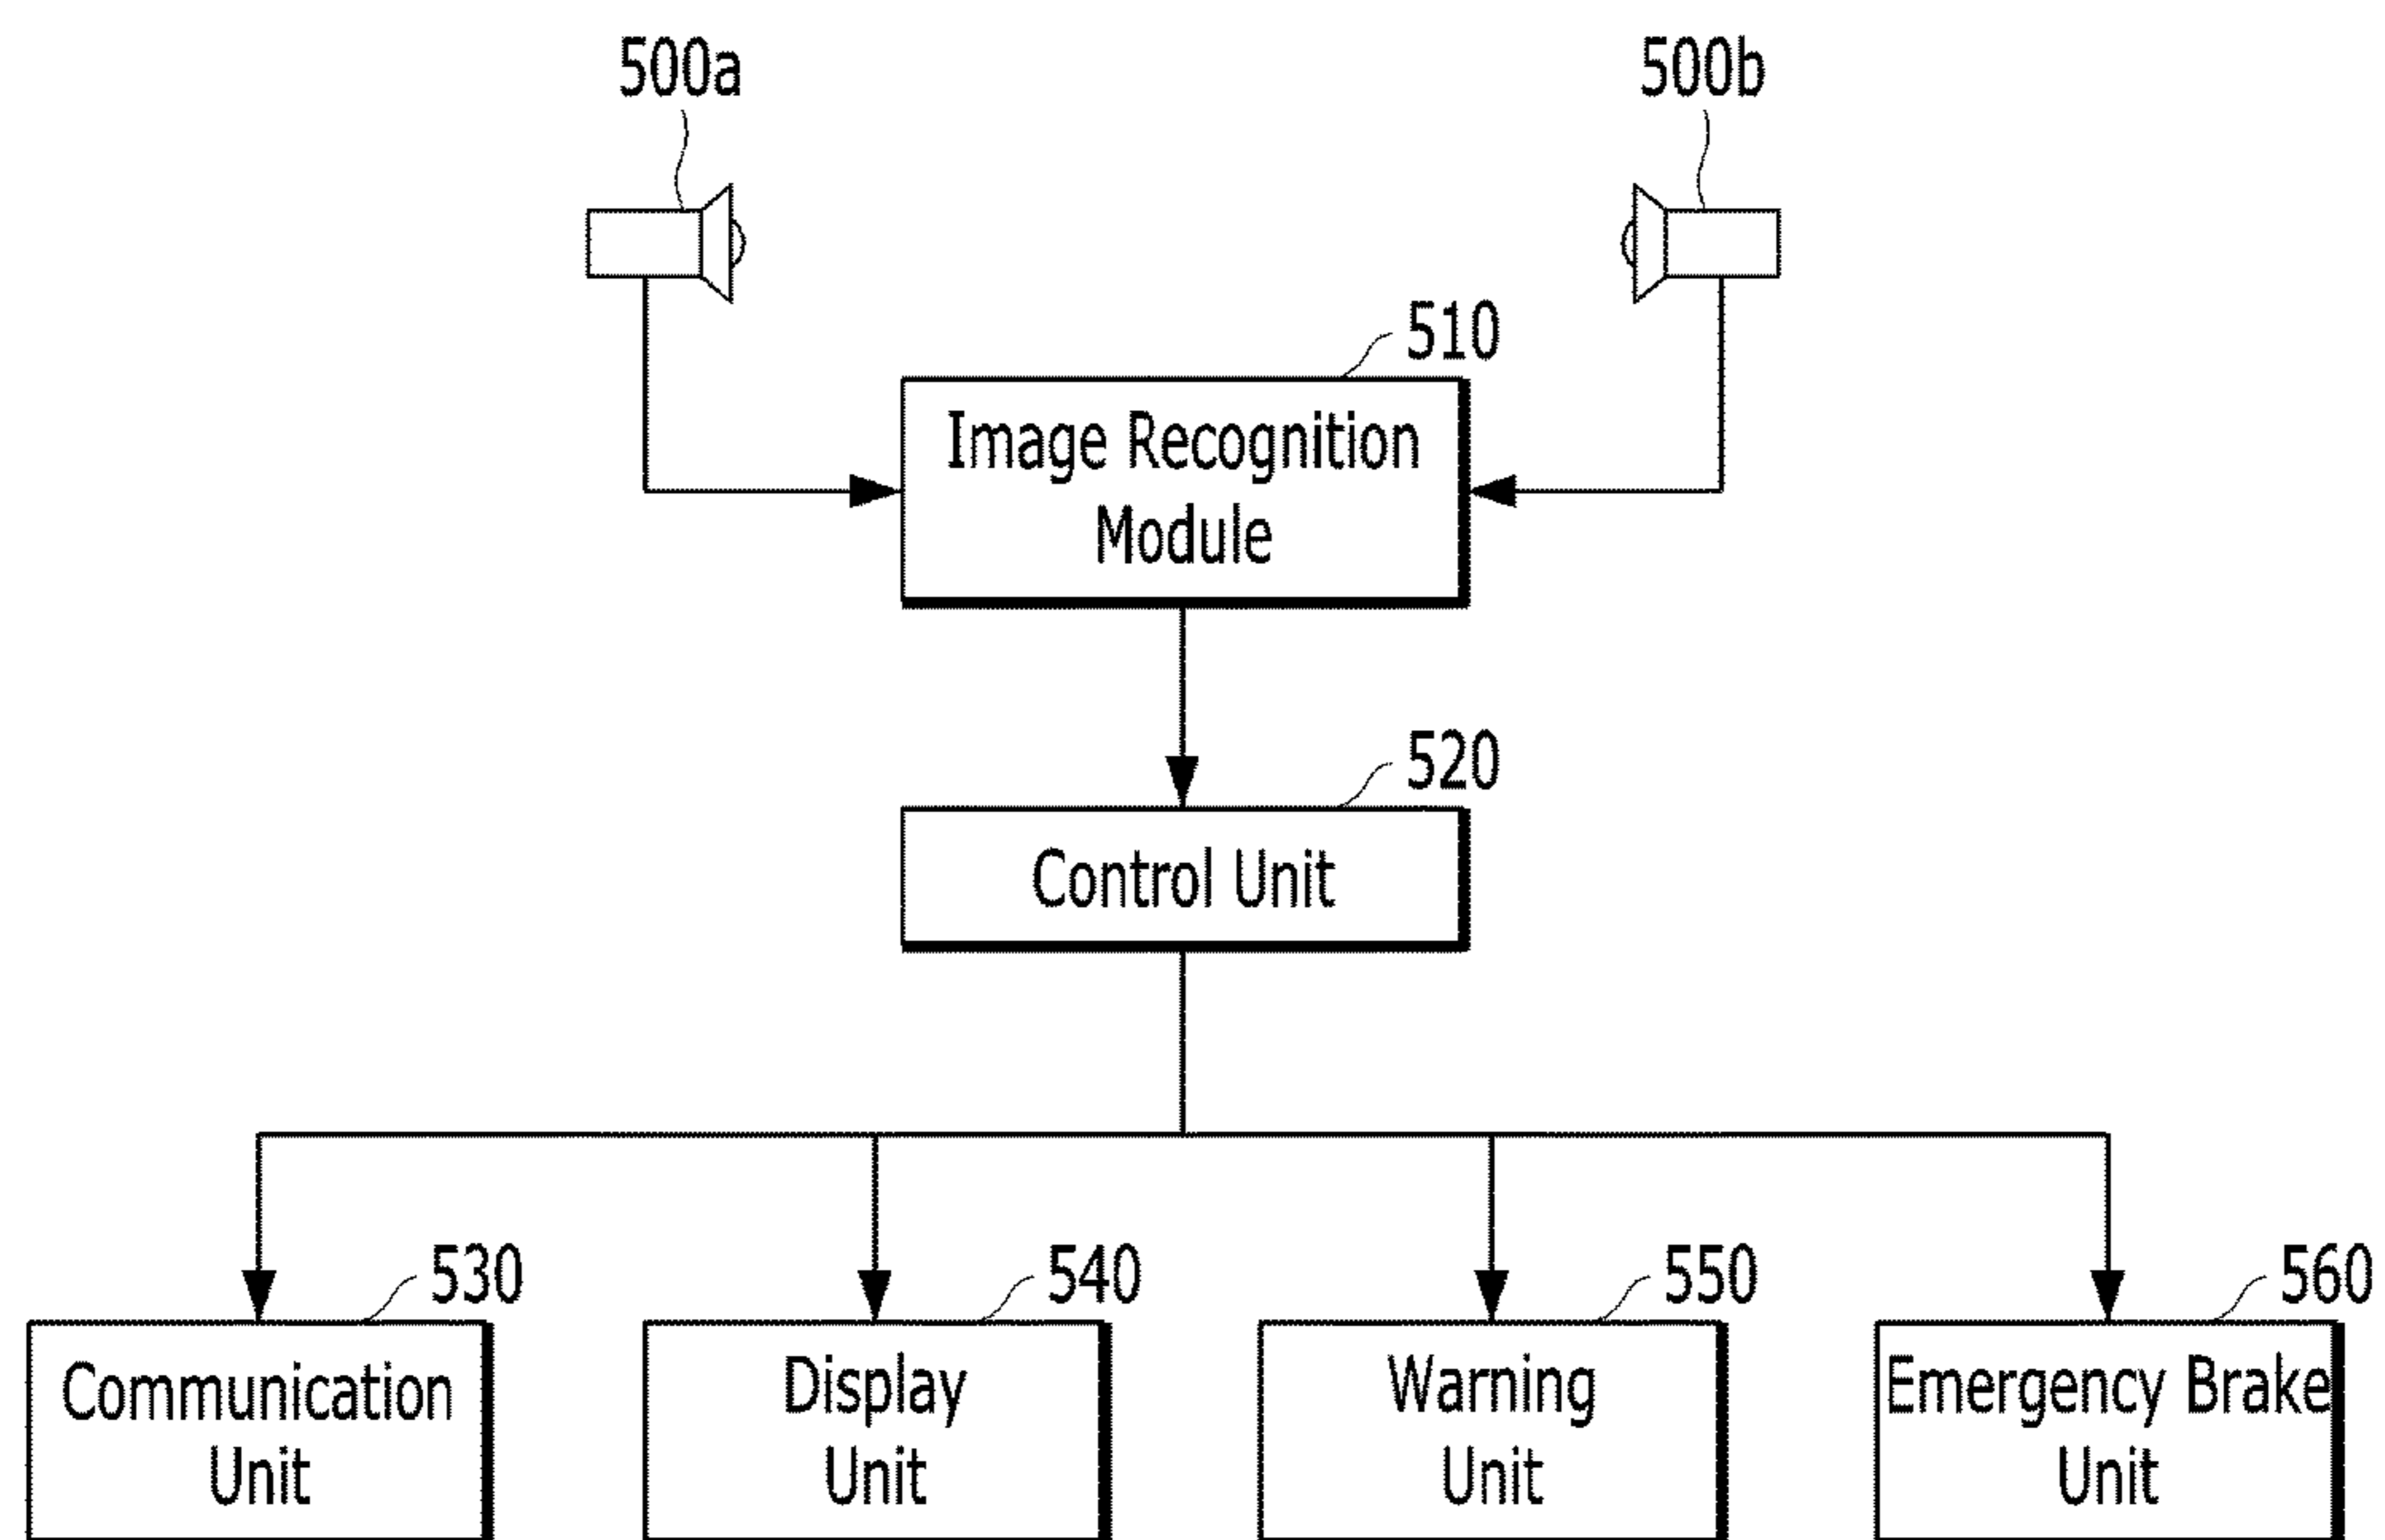 500a
500b
510
Image Recognition
Module
520
Control Unit
530
540
550
560
Communication
Unit
Display
Unit
Warning
Unit
Emergency Brake
Unit